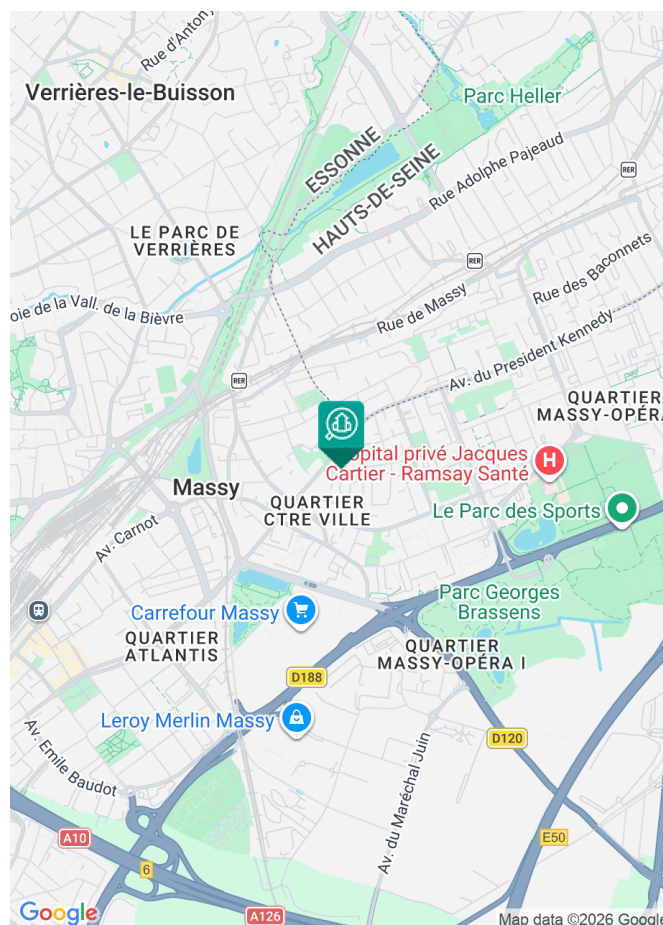 Rue d'Antony
Verrières-le-Buisson
Parc Heller
ESSONNE
HAUTS-DE-SEINE
Rue Adolphe Pajeaud
RER
LE PARC DE
VERRIÈRES
RER
Rue des Baconnets
oie de la Vall. de la Bièvre
Rue de Massy
Av. du President Kennedy
RER
QUARTIER
MASSY-OPÉRA
pital privé Jacques
Cartier - Ramsay Santé
H
Massy
QUARTIER
CTRE VILLE
Le Parc des Sports
Av. Carnot
Parc Georges
Brassens
Carrefour Massy
QUARTIER
ATLANTIS
QUARTIER
MASSY-OPÉRA I
D188
Leroy Merlin Massy
D120
Av. Emile Baudot
Av. du Maréchal Juin
A10
E50
6
Google
A126
Map data ©2026 Google